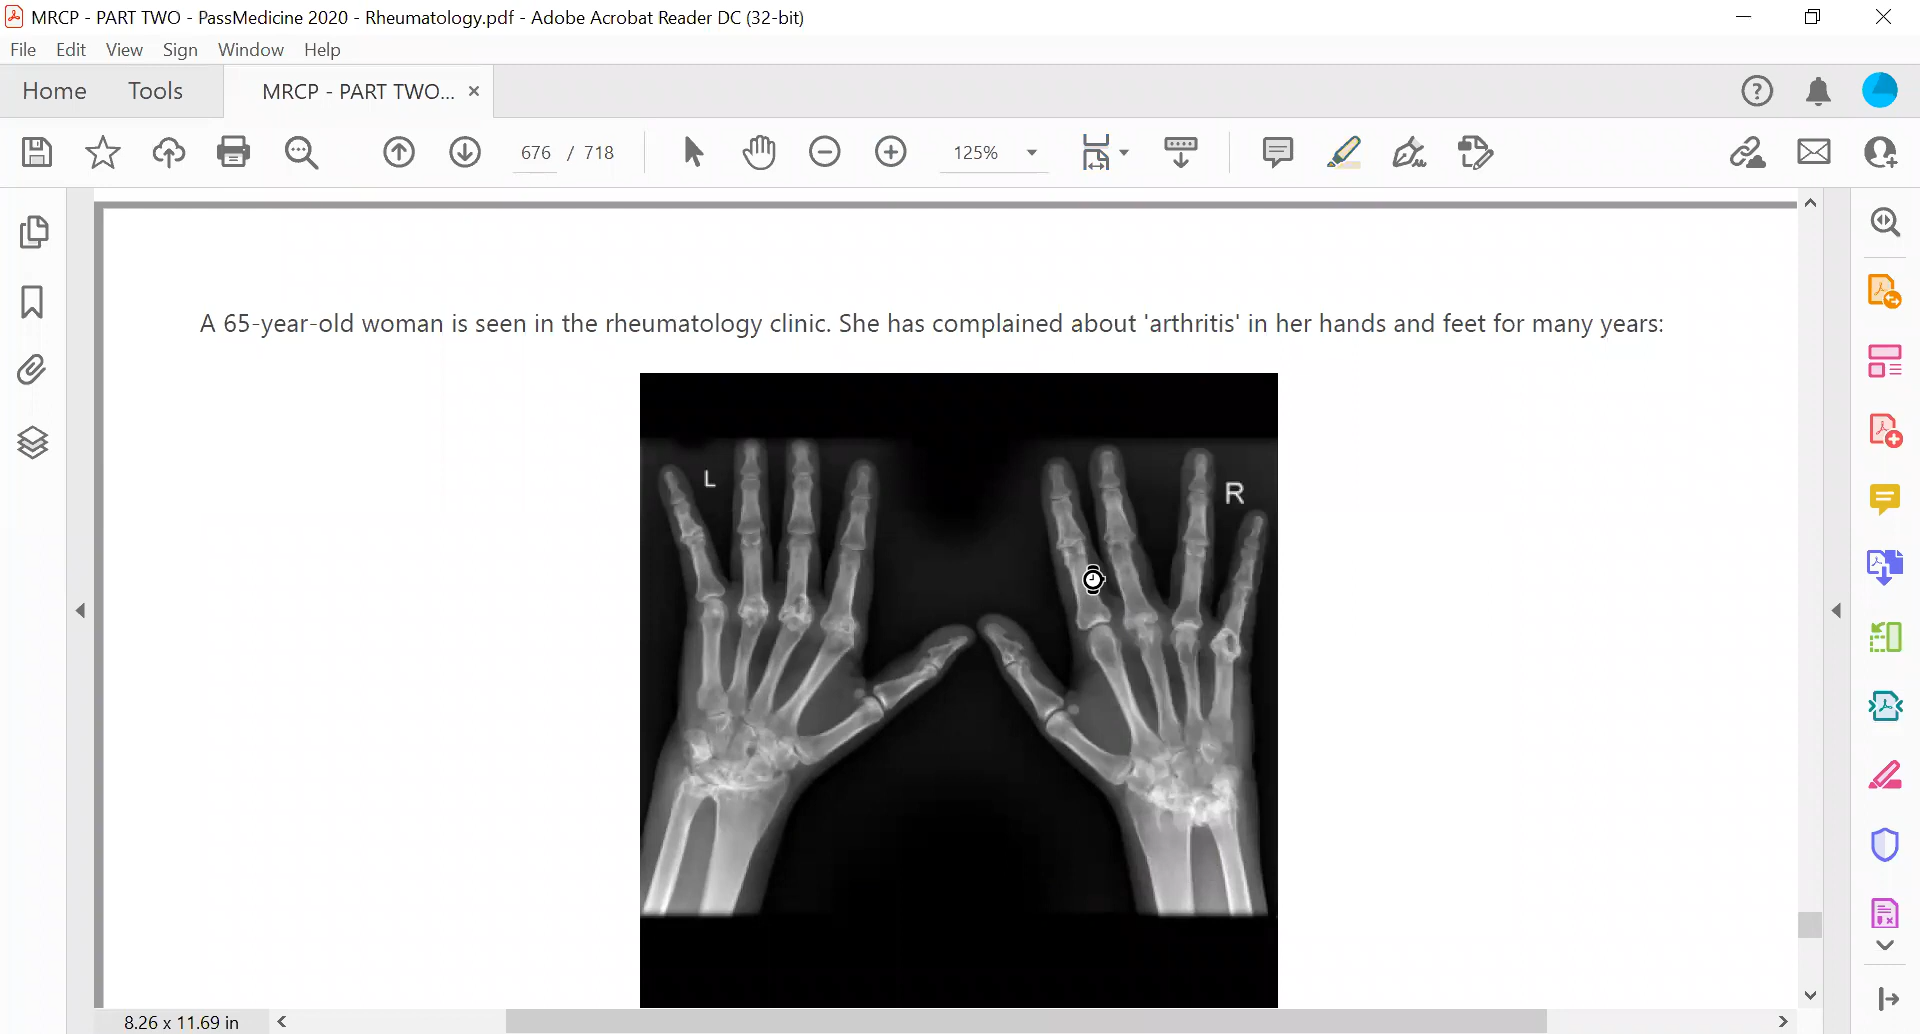 MRCP - PART TWO - PassMedicine 2020 - Rheumatology.pdf - Adobe Acrobat Reader DC (32-bit)
File Edit View Sign Window Help
Home Tools MRCP - PART TWO... ×
676 / 718 125%
A 65-year-old woman is seen in the rheumatology clinic. She has complained about 'arthritis' in her hands and feet for many years:
L
R
8.26 x 11.69 in